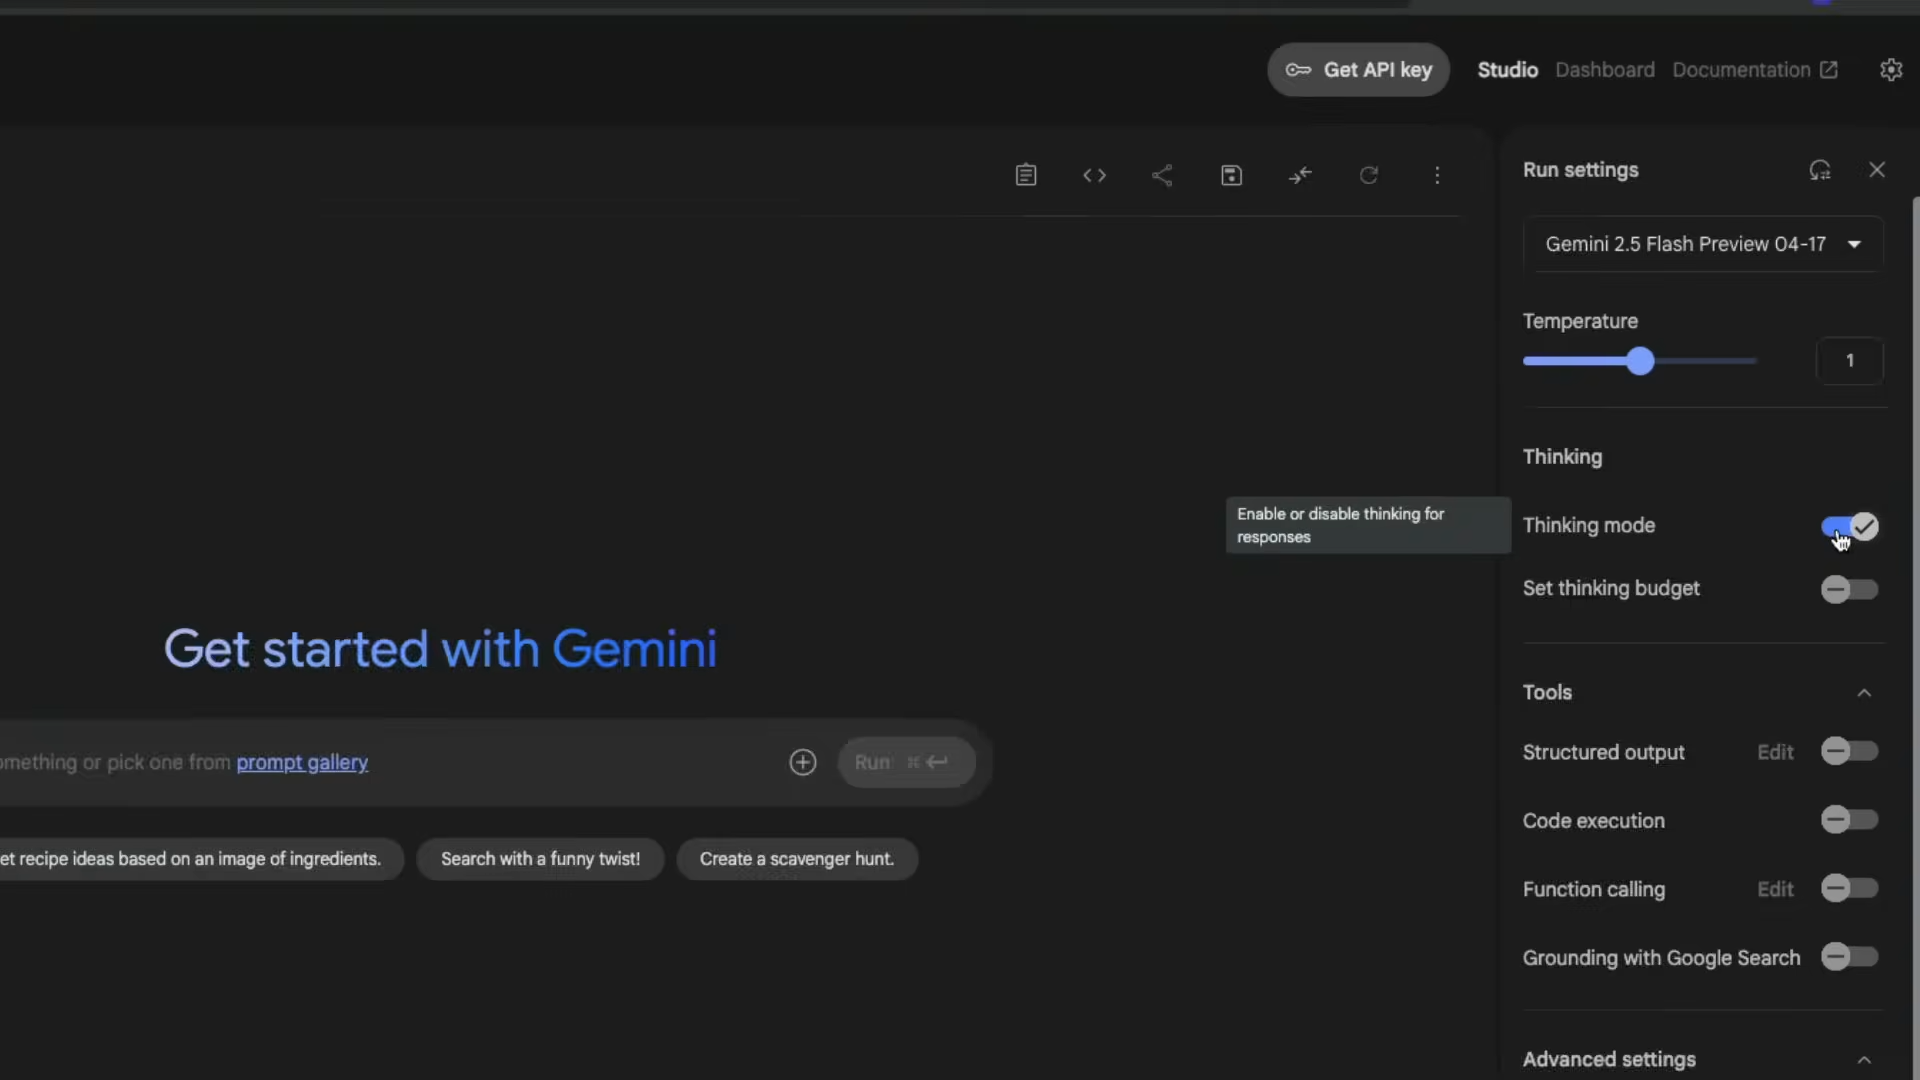 Get API key
Studio
Dashboard
Documentation
Run settings
Gemini 2.5 Flash Preview 04-17
Temperature
1
Thinking
Enable or disable thinking for
responses
Thinking mode
Set thinking budget
Get started with Gemini
omething or pick one from prompt gallery
Run ⌘
et recipe ideas based on an image of ingredients.
Search with a funny twist!
Create a scavenger hunt.
Tools
Structured output
Edit
Code execution
Function calling
Edit
Grounding with Google Search
Advanced settings